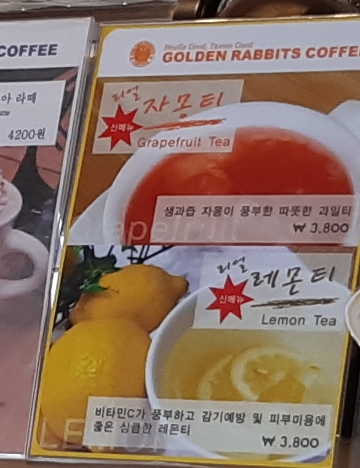 COFFEE
아 라떼
4200원
GOLDEN RABBITS COFFEE
리얼
자몽티
신메뉴
Grapefruit Tea
생과즙 자몽이 풍부한 따뜻한 과일티
₩ 3,800
grapefruit
리얼
레몬티
신메뉴
Lemon Tea
비타민C가 풍부하고 감기예방 및 피부미용에
좋은 상큼한 레몬티
₩ 3,800